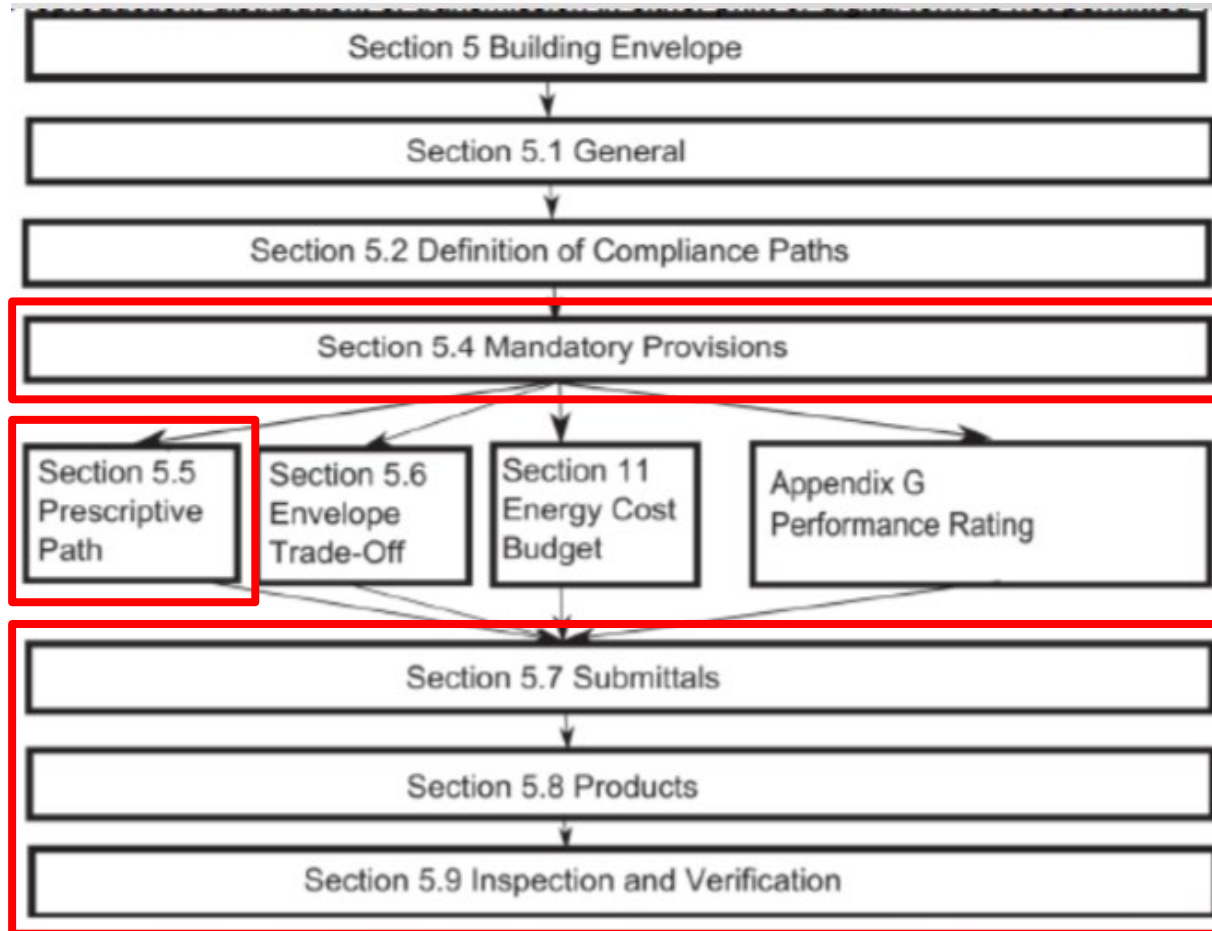 Section 5 Building Envelope
Section 5.1 General
Section 5.2 Definition of Compliance Paths
Section 5.4 Mandatory Provisions
Section 5.5
Prescriptive
Path
Section 5.6
Envelope
Trade-Off
Section 11
Energy Cost
Budget
Appendix G
Performance Rating
Section 5.7 Submittals
Section 5.8 Products
Section 5.9 Inspection and Verification